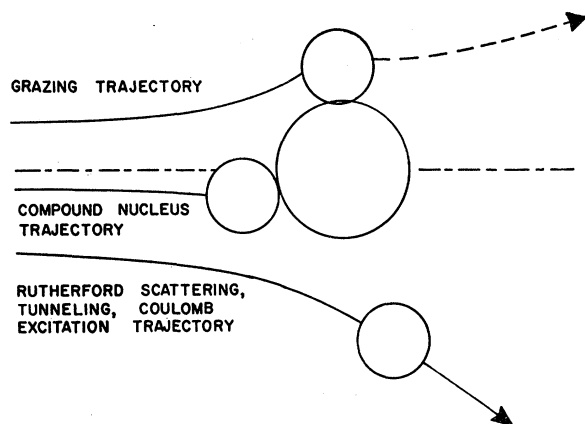 GRAZING TRAJECTORY
COMPOUND NUCLEUS
TRAJECTORY
RUTHERFORD SCATTERING,
TUNNELING, COULOMB
EXCITATION TRAJECTORY